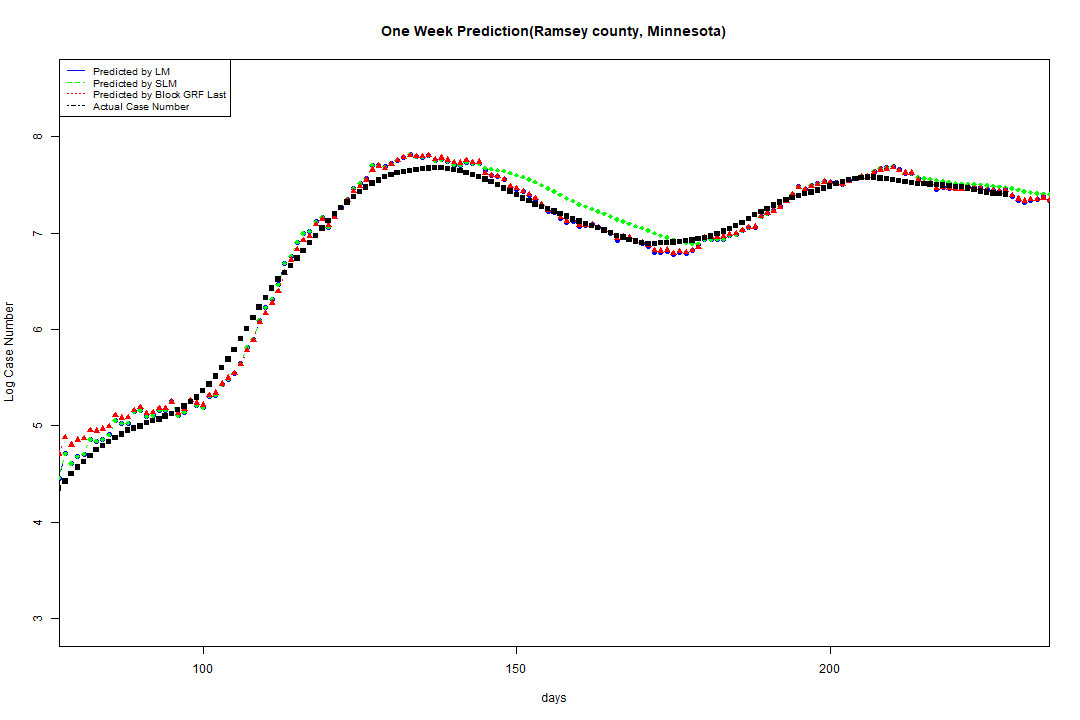 One Week Prediction(Ramsey county, Minnesota)
Predicted by LM
Predicted by SLM
Predicted by Block GRF Last
Actual Case Number
8
7
6
5
4
3
Log Case Number
100 150 200
days